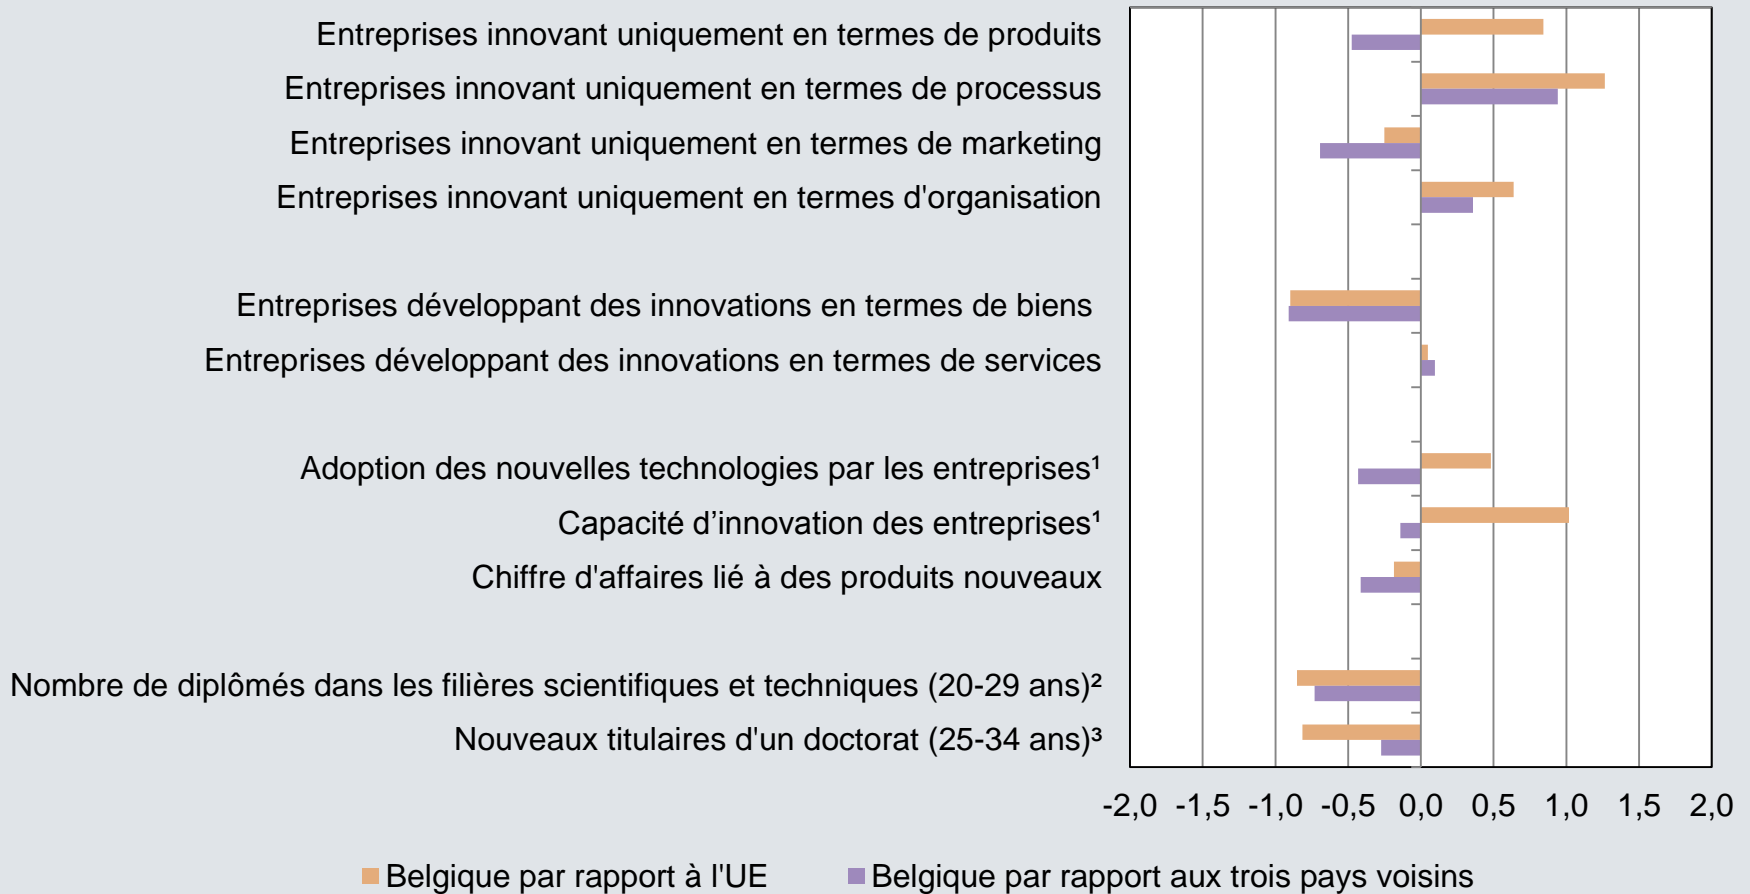 Entreprises innovant uniquement en termes de produits
Entreprises innovant uniquement en termes de processus
Entreprises innovant uniquement en termes de marketing
Entreprises innovant uniquement en termes d'organisation
Entreprises développant des innovations en termes de biens
Entreprises développant des innovations en termes de services
Adoption des nouvelles technologies par les entreprises¹
Capacité d’innovation des entreprises¹
Chiffre d'affaires lié à des produits nouveaux
Nombre de diplômés dans les filières scientifiques et techniques (20-29 ans)²
Nouveaux titulaires d'un doctorat (25-34 ans)³
-2,0 -1,5 -1,0 -0,5 0,0 0,5 1,0 1,5 2,0
Belgique par rapport à l'UE Belgique par rapport aux trois pays voisins